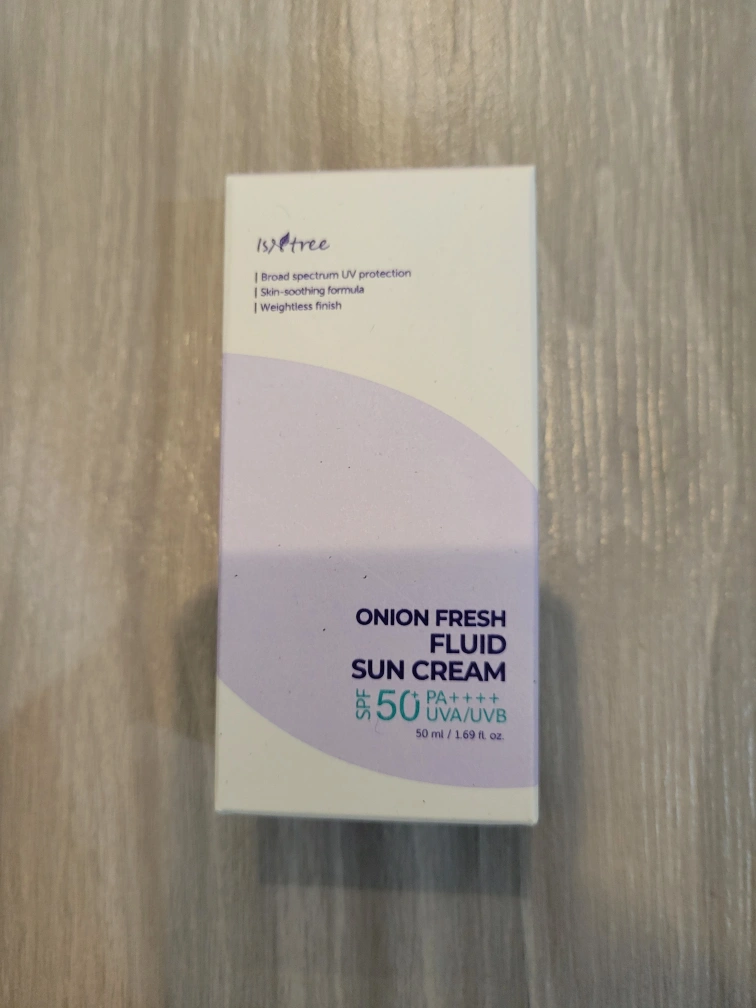 Isntree
Broad spectrum UV protection
Skin-soothing formula
Weightless finish
ONION FRESH
FLUID
SUN CREAM
SPF 50+ PA++++
UVA/UVB
50 ml / 1.69 fl. oz.